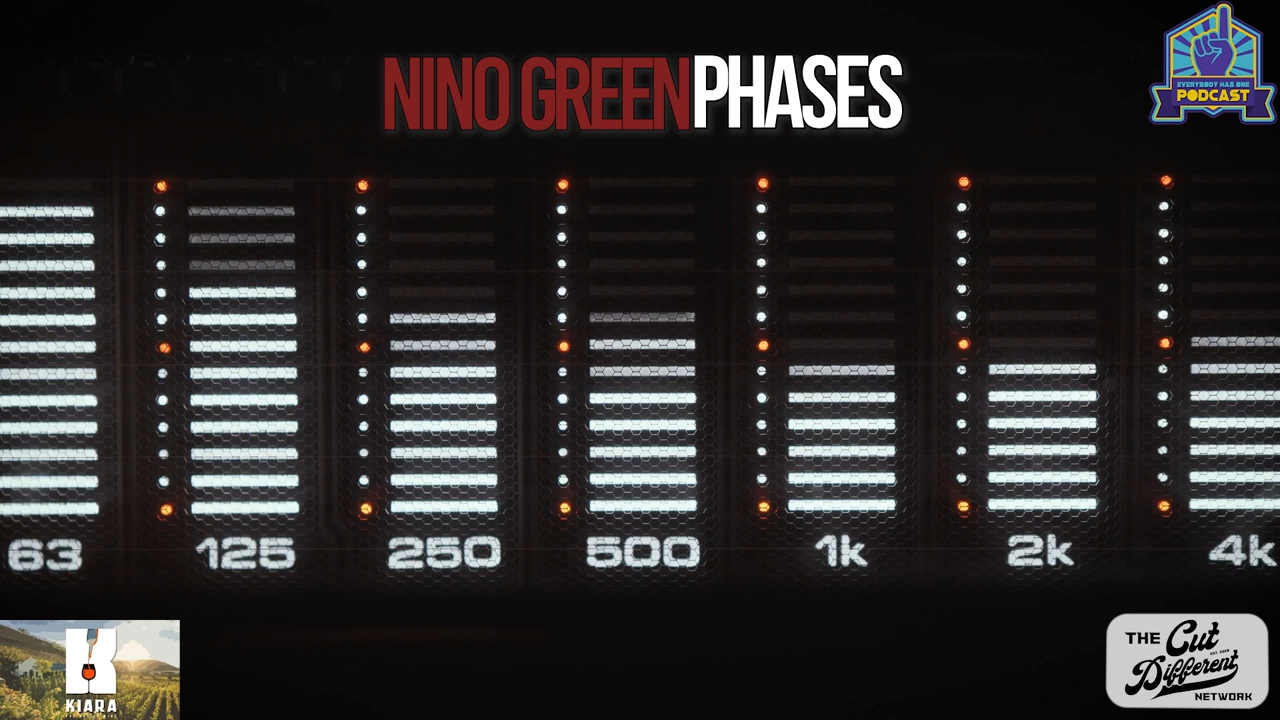 NINO GREEN PHASES
EVERYBODY HAS ONE
PODCAST
63 125 250 500 1k 2k 4k
KIARA
THE Cut
Different
NETWORK